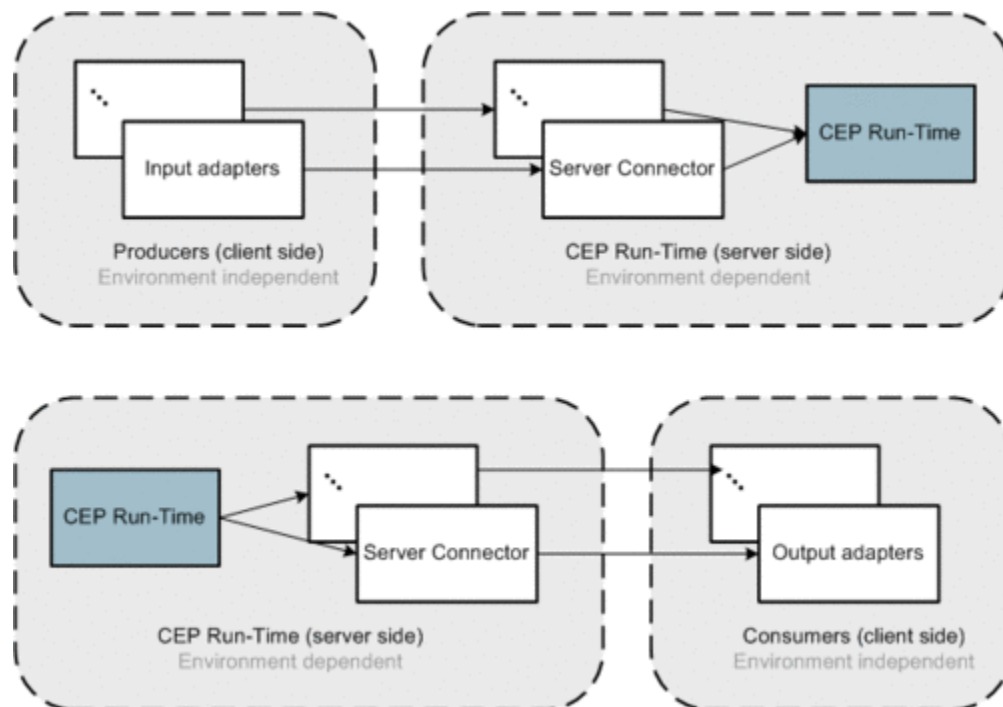 CEP Run-Time
Input adapters
Server Connector
Producers (client side)
Environment independent
CEP Run-Time (server side)
Environment dependent
CEP Run-Time
Server Connector
Output adapters
CEP Run-Time (server side)
Environment dependent
Consumers (client side)
Environment independent